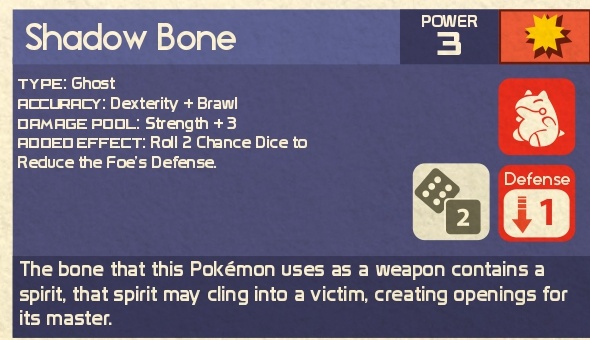 Shadow Bone
POWER
3
TYPE: Ghost
ACCURACY: Dexterity + Brawl
DAMAGE POOL: Strength + 3
ADDED EFFECT: Roll 2 Chance Dice to
Reduce the Foe's Defense.
2
Defense
1
The bone that this Pokémon uses as a weapon contains a
spirit, that spirit may cling into a victim, creating openings for
its master.